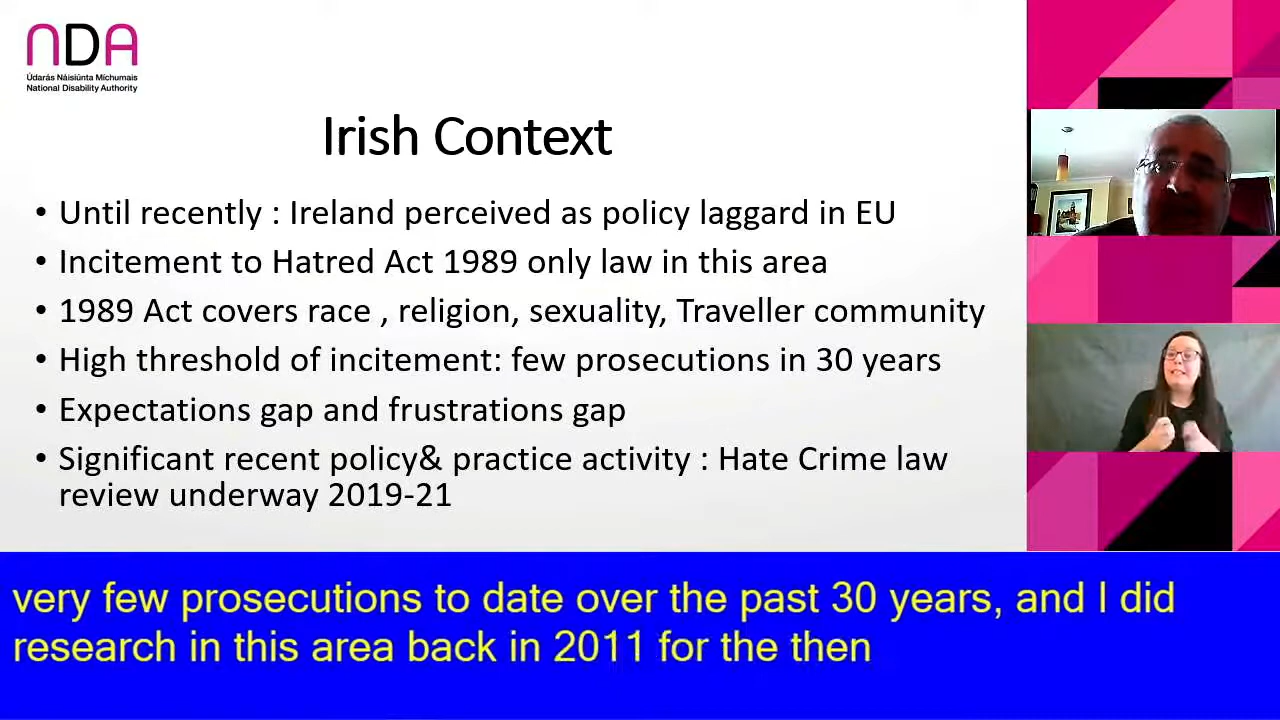 NDA
Údarás Náisiúnta Míchumais
National Disability Authority
Irish Context
• Until recently : Ireland perceived as policy laggard in EU
• Incitement to Hatred Act 1989 only law in this area
• 1989 Act covers race , religion, sexuality, Traveller community
• High threshold of incitement: few prosecutions in 30 years
• Expectations gap and frustrations gap
• Significant recent policy& practice activity : Hate Crime law
review underway 2019-21
very few prosecutions to date over the past 30 years, and I did
research in this area back in 2011 for the then